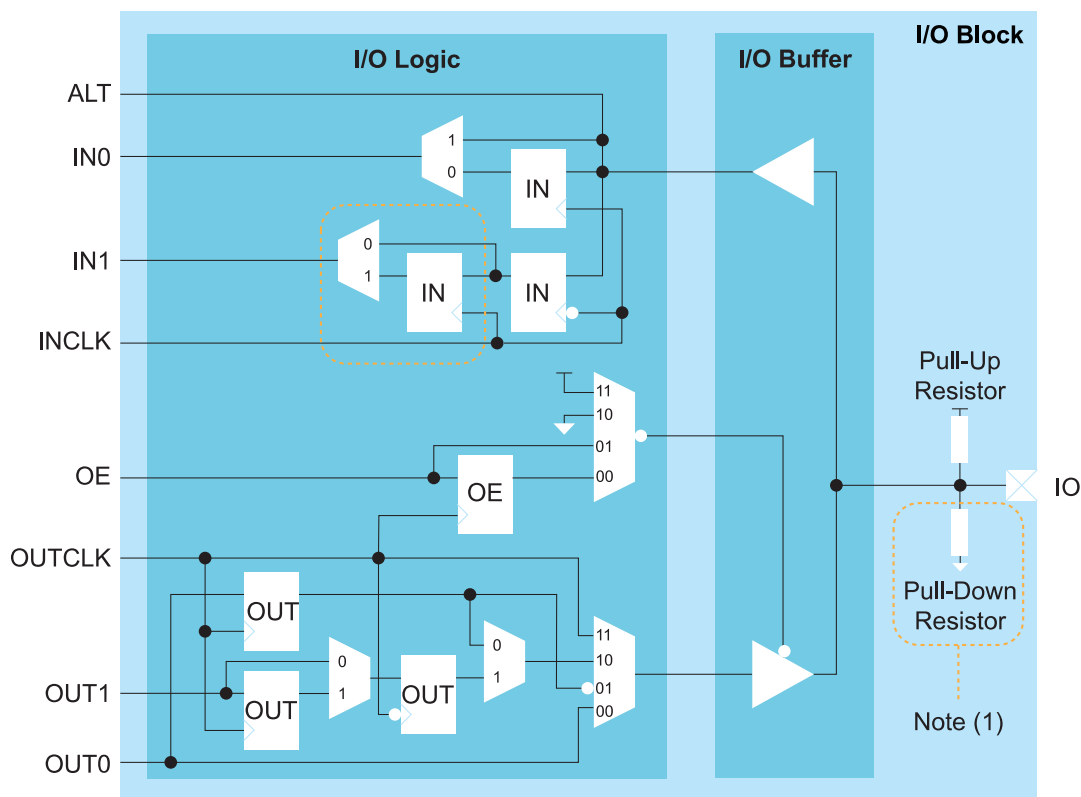 I/O Block
I/O Logic
I/O Buffer
ALT
1
IN0
0
IN
0
IN1
1
IN
IN
INCLK
Pull-Up
Resistor
11
10
01
OE
00
OE
IO
OUTCLK
OUT
Pull-Down
Resistor
11
0
0
10
1
01
OUT1
1
OUT
OUT
00
Note (1)
OUT0